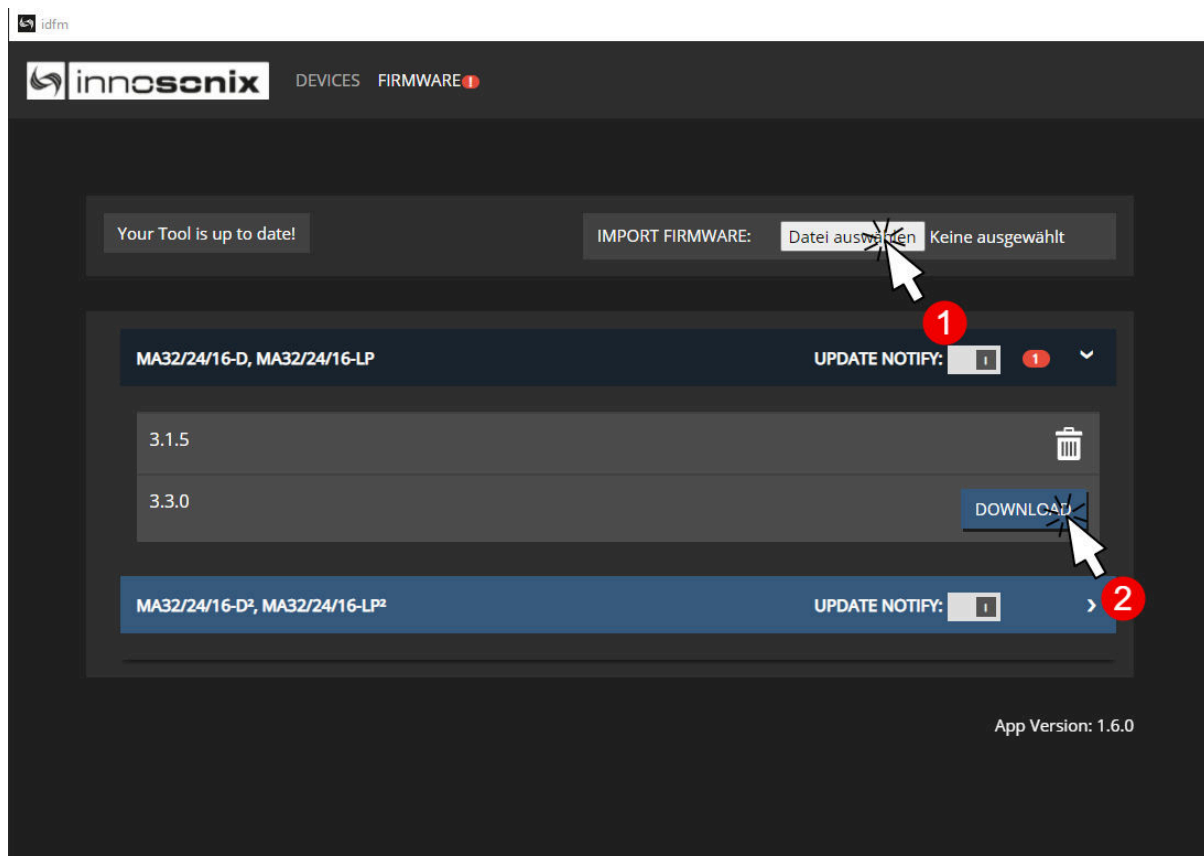 idfm
innosonix DEVICES FIRMWARE !
Your Tool is up to date! IMPORT FIRMWARE: Datei auswählen Keine ausgewählt
1
MA32/24/16-D, MA32/24/16-LP UPDATE NOTIFY: I 1
3.1.5
3.3.0 DOWNLOAD
MA32/24/16-D², MA32/24/16-LP² UPDATE NOTIFY: I 2
App Version: 1.6.0